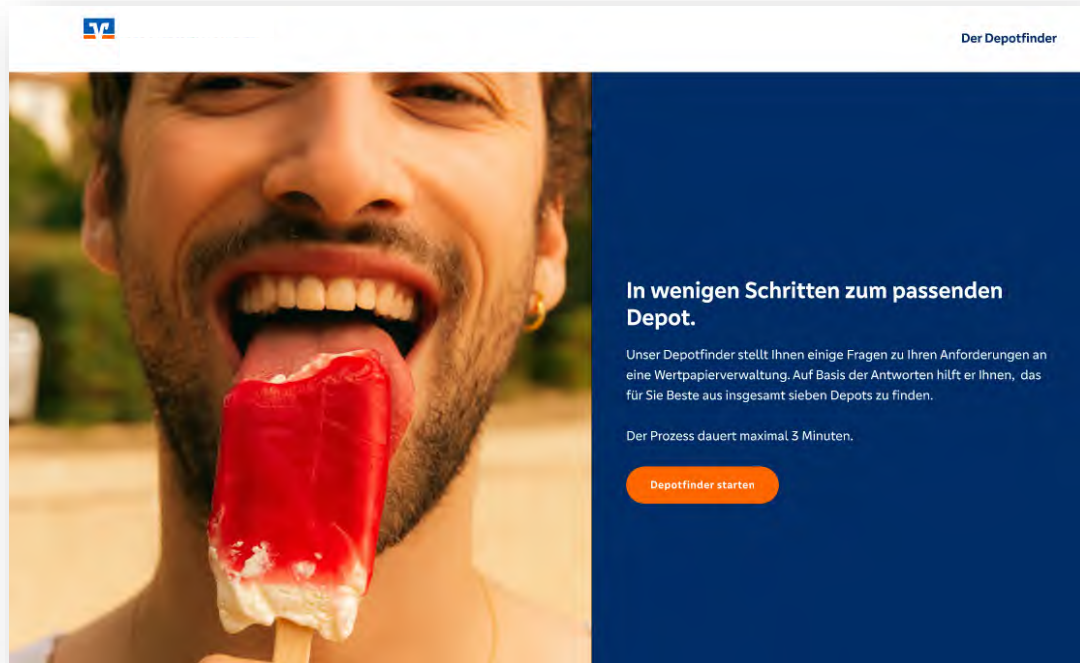 Der Depotfinder
In wenigen Schritten zum passenden
Depot.
Unser Depotfinder stellt Ihnen einige Fragen zu Ihren Anforderungen an
eine Wertpapierverwaltung. Auf Basis der Antworten hilft er Ihnen, das
für Sie Beste aus insgesamt sieben Depots zu finden.
Der Prozess dauert maximal 3 Minuten.
Depotfinder starten